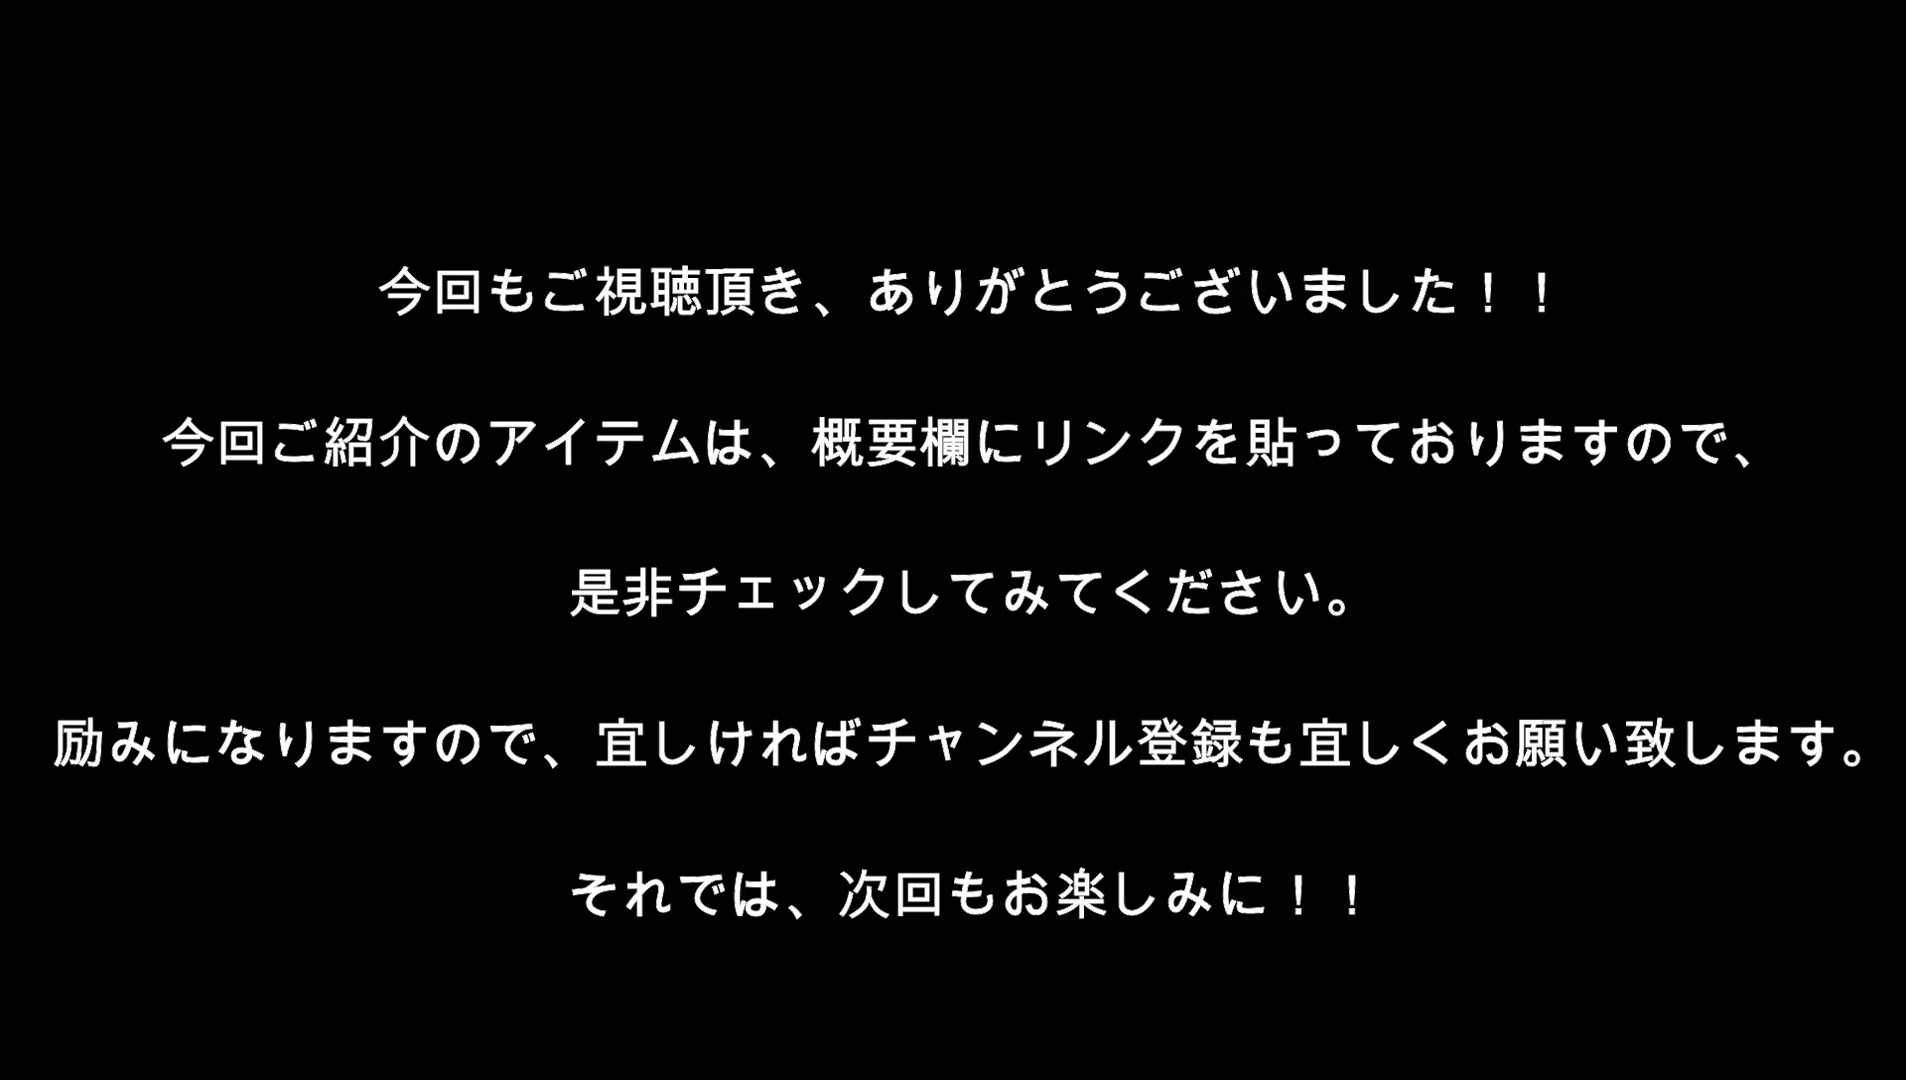 今回もご視聴頂き、ありがとうございました！！
今回ご紹介のアイテムは、概要欄にリンクを貼っておりますので、
是非チェックしてみてください。
励みになりますので、宜しければチャンネル登録も宜しくお願い致します。
それでは、次回もお楽しみに！！